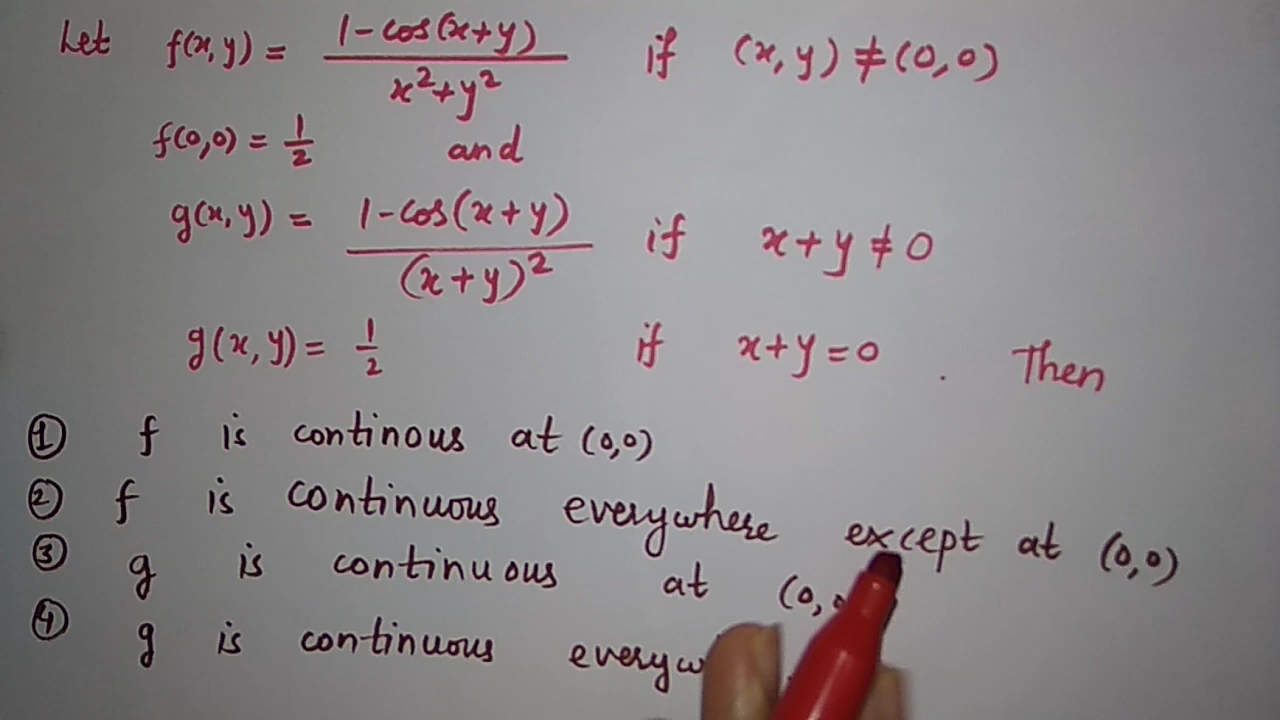 Let f(x,y) = 1-cos(x+y) / x²+y² if (x,y) ≠ (0,0)
f(0,0) = 1/2 and
g(x,y) = 1-cos(x+y) / (x+y)² if x+y ≠ 0
g(x,y) = 1/2 if x+y = 0 . Then
① f is continous at (0,0)
② f is continuous everywhere except at (0,0)
③ g is continuous at (0,
④ g is continuous